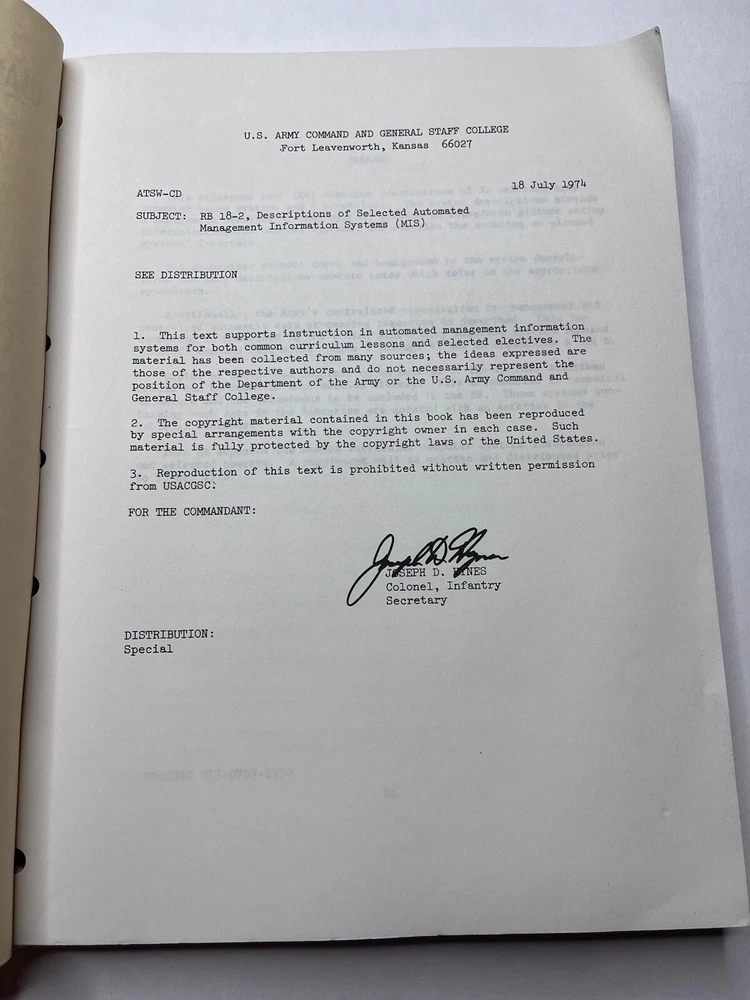 U.S. ARMY COMMAND AND GENERAL STAFF COLLEGE
Fort Leavenworth, Kansas 66027
ATSW-CD 18 July 1974
SUBJECT: RB 18-2, Descriptions of Selected Automated
Management Information Systems (MIS)
SEE DISTRIBUTION
1. This text supports instruction in automated management information
systems for both common curriculum lessons and selected electives. The
material has been collected from many sources; the ideas expressed are
those of the respective authors and do not necessarily represent the
position of the Department of the Army or the U.S. Army Command and
General Staff College.
2. The copyright material contained in this book has been reproduced
by special arrangements with the copyright owner in each case. Such
material is fully protected by the copyright laws of the United States.
3. Reproduction of this text is prohibited without written permission
from USACGSC.
FOR THE COMMANDANT:
Joseph D. Hynes
JOSEPH D. HYNES
Colonel, Infantry
Secretary
DISTRIBUTION:
Special